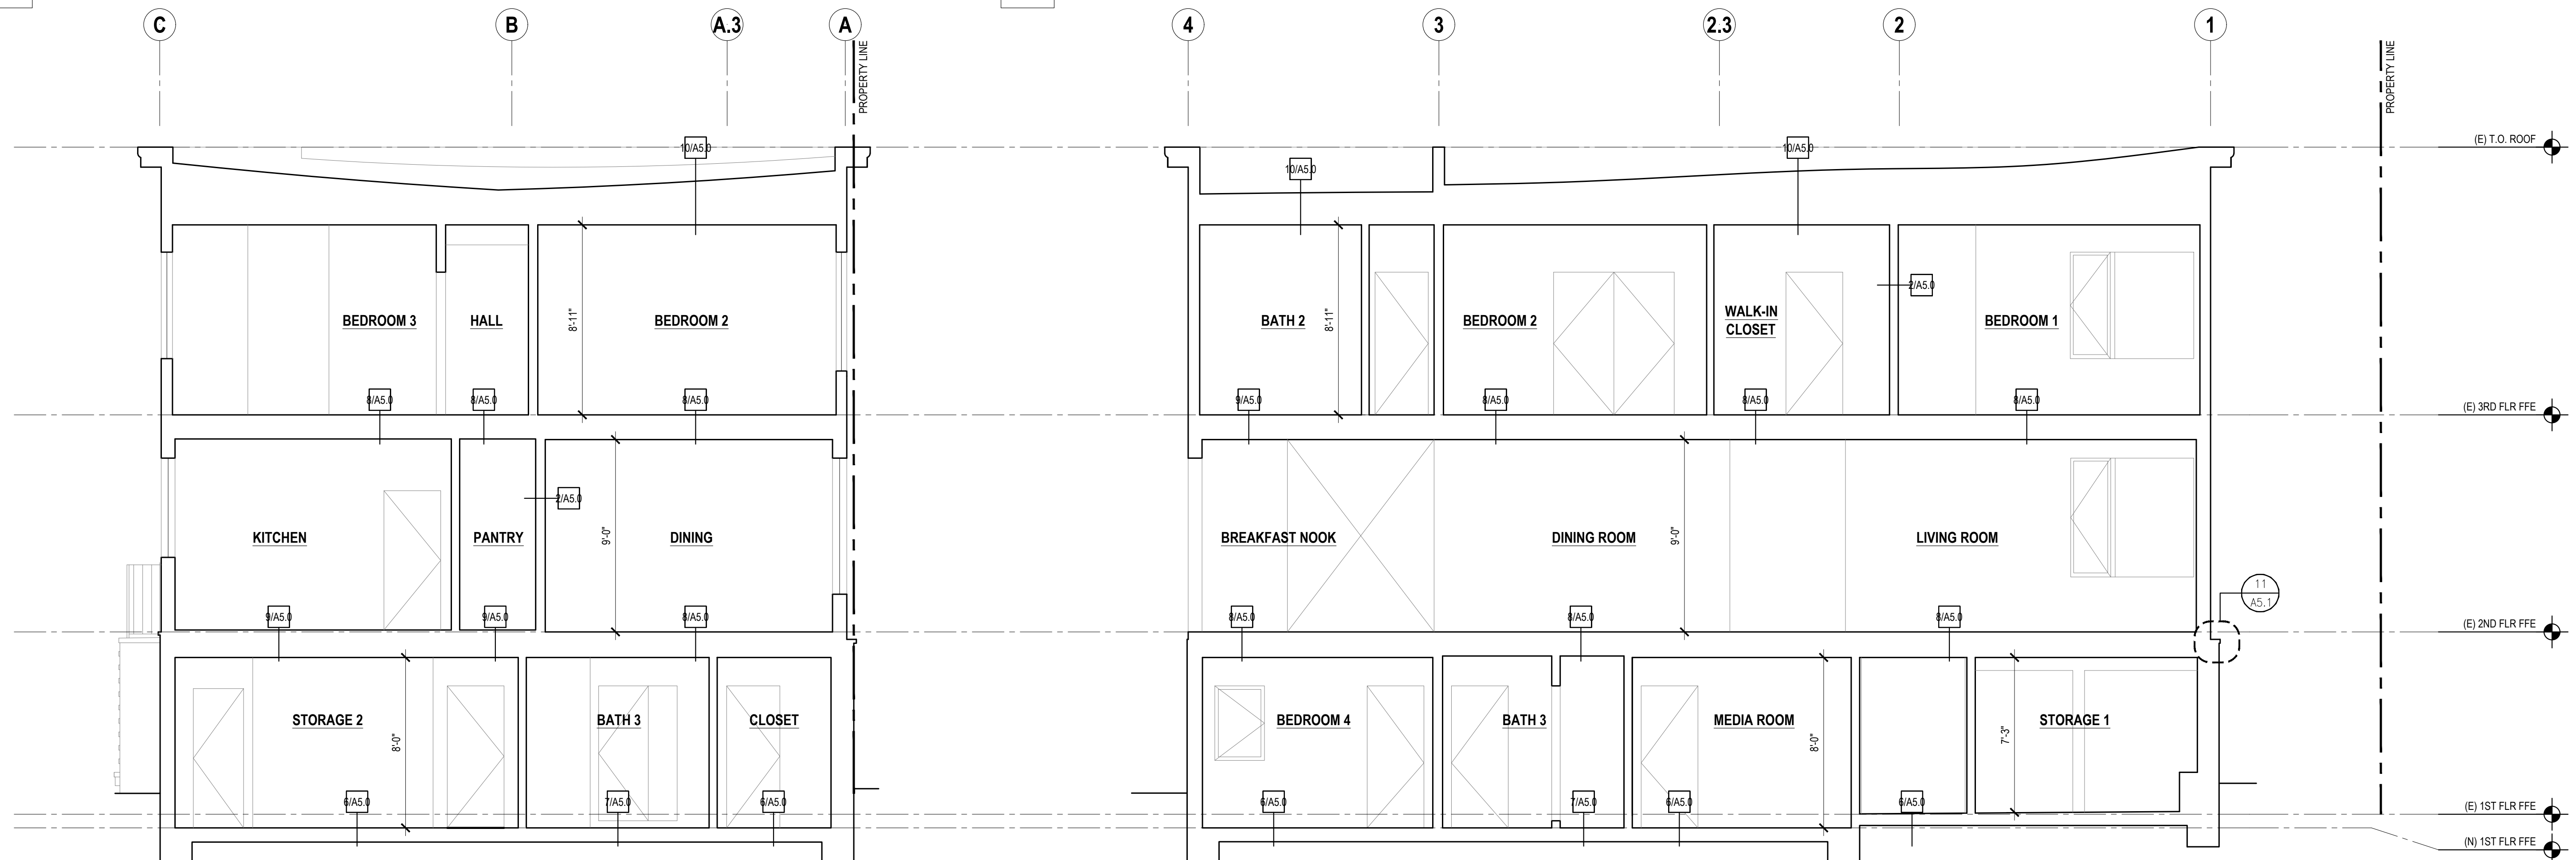 C
B
A.3
A
4
3
2.3
2
1
PROPERTY LINE
PROPERTY LINE
(E) T.O. ROOF
10/A5.0
10/A5.0
10/A5.0
2/A5.0
BEDROOM 3
HALL
8'-11"
BEDROOM 2
BATH 2
8'-11"
BEDROOM 2
WALK-IN
CLOSET
BEDROOM 1
8/A5.0
8/A5.0
8/A5.0
9/A5.0
8/A5.0
8/A5.0
8/A5.0
(E) 3RD FLR FFE
2/A5.0
KITCHEN
PANTRY
9'-0"
DINING
BREAKFAST NOOK
DINING ROOM
9'-0"
LIVING ROOM
11
A5.1
9/A5.0
9/A5.0
8/A5.0
8/A5.0
8/A5.0
8/A5.0
(E) 2ND FLR FFE
STORAGE 2
8'-0"
BATH 3
CLOSET
BEDROOM 4
BATH 3
MEDIA ROOM
8'-0"
7'-3"
STORAGE 1
6/A5.0
7/A5.0
6/A5.0
6/A5.0
7/A5.0
6/A5.0
6/A5.0
(E) 1ST FLR FFE
(N) 1ST FLR FFE